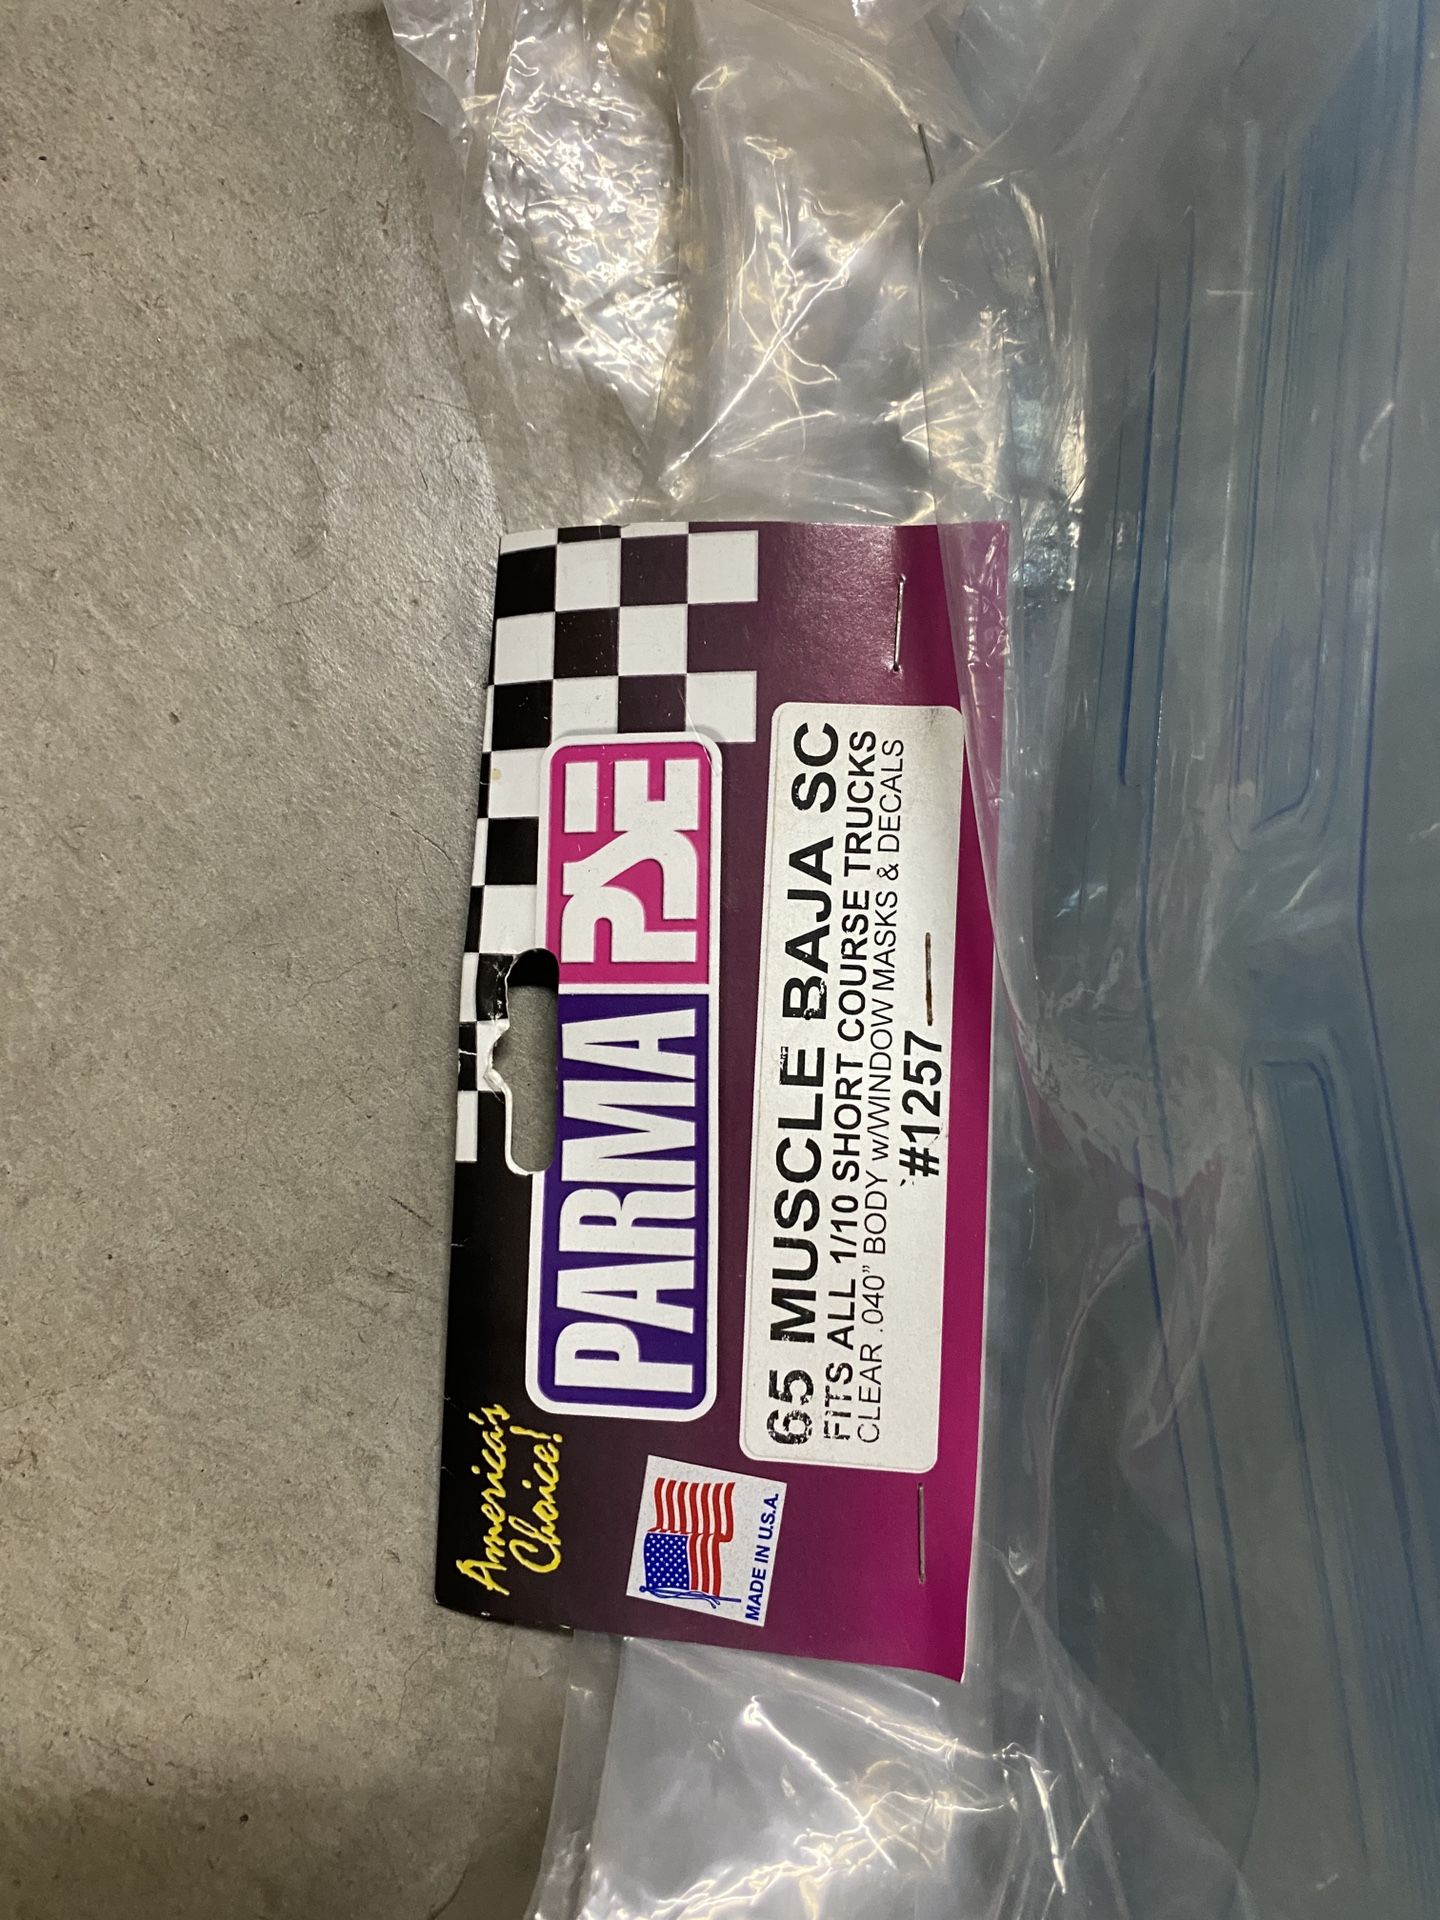 America's
Choice!
PARMA PSE
MADE IN U.S.A.
65 MUSCLE BAJA SC
FITS ALL 1/10 SHORT COURSE TRUCKS
CLEAR .040" BODY w/WINDOW MASKS & DECALS
#1257